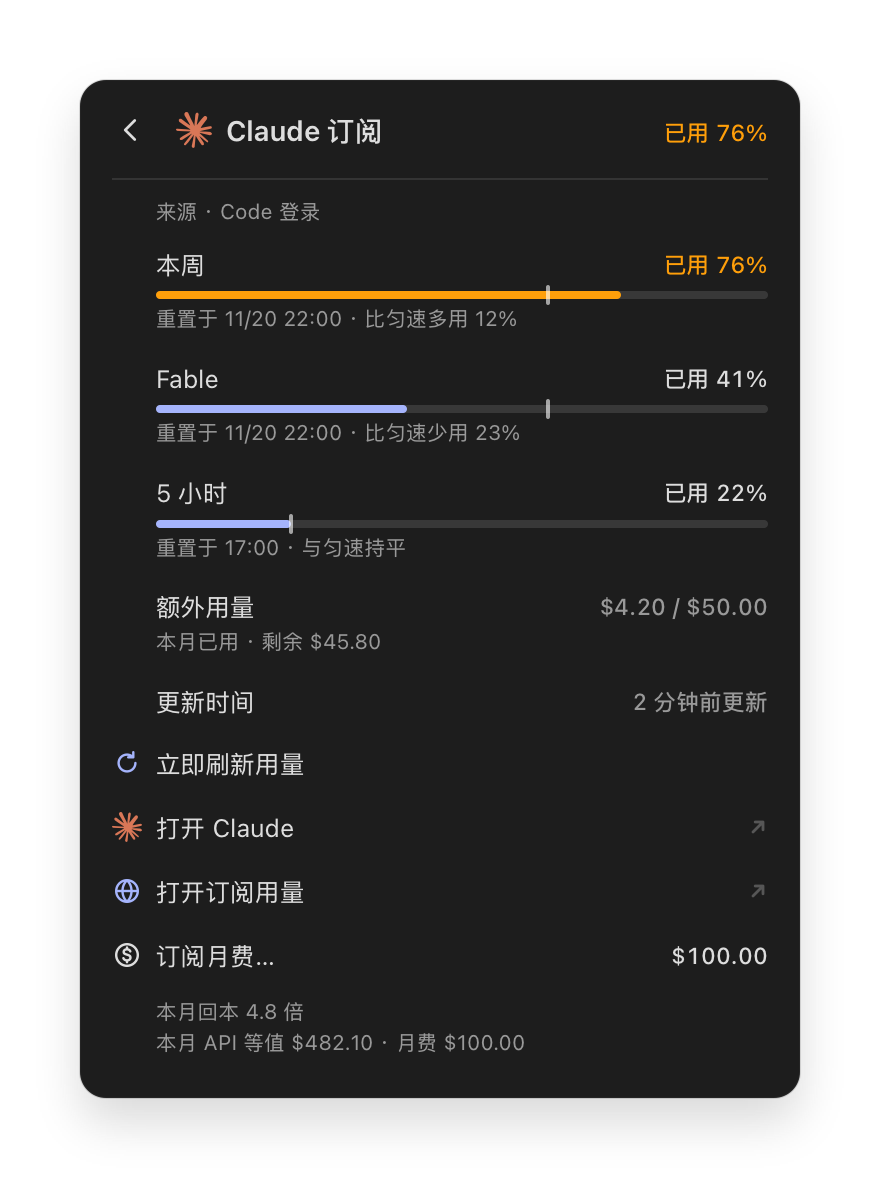 Claude 订阅
已用 76%
来源 · Code 登录
本周
已用 76%
重置于 11/20 22:00 · 比匀速多用 12%
Fable
已用 41%
重置于 11/20 22:00 · 比匀速少用 23%
5 小时
已用 22%
重置于 17:00 · 与匀速持平
额外用量
$4.20 / $50.00
本月已用 · 剩余 $45.80
更新时间
2 分钟前更新
立即刷新用量
打开 Claude
打开订阅用量
订阅月费…
$100.00
本月回本 4.8 倍
本月 API 等值 $482.10 · 月费 $100.00